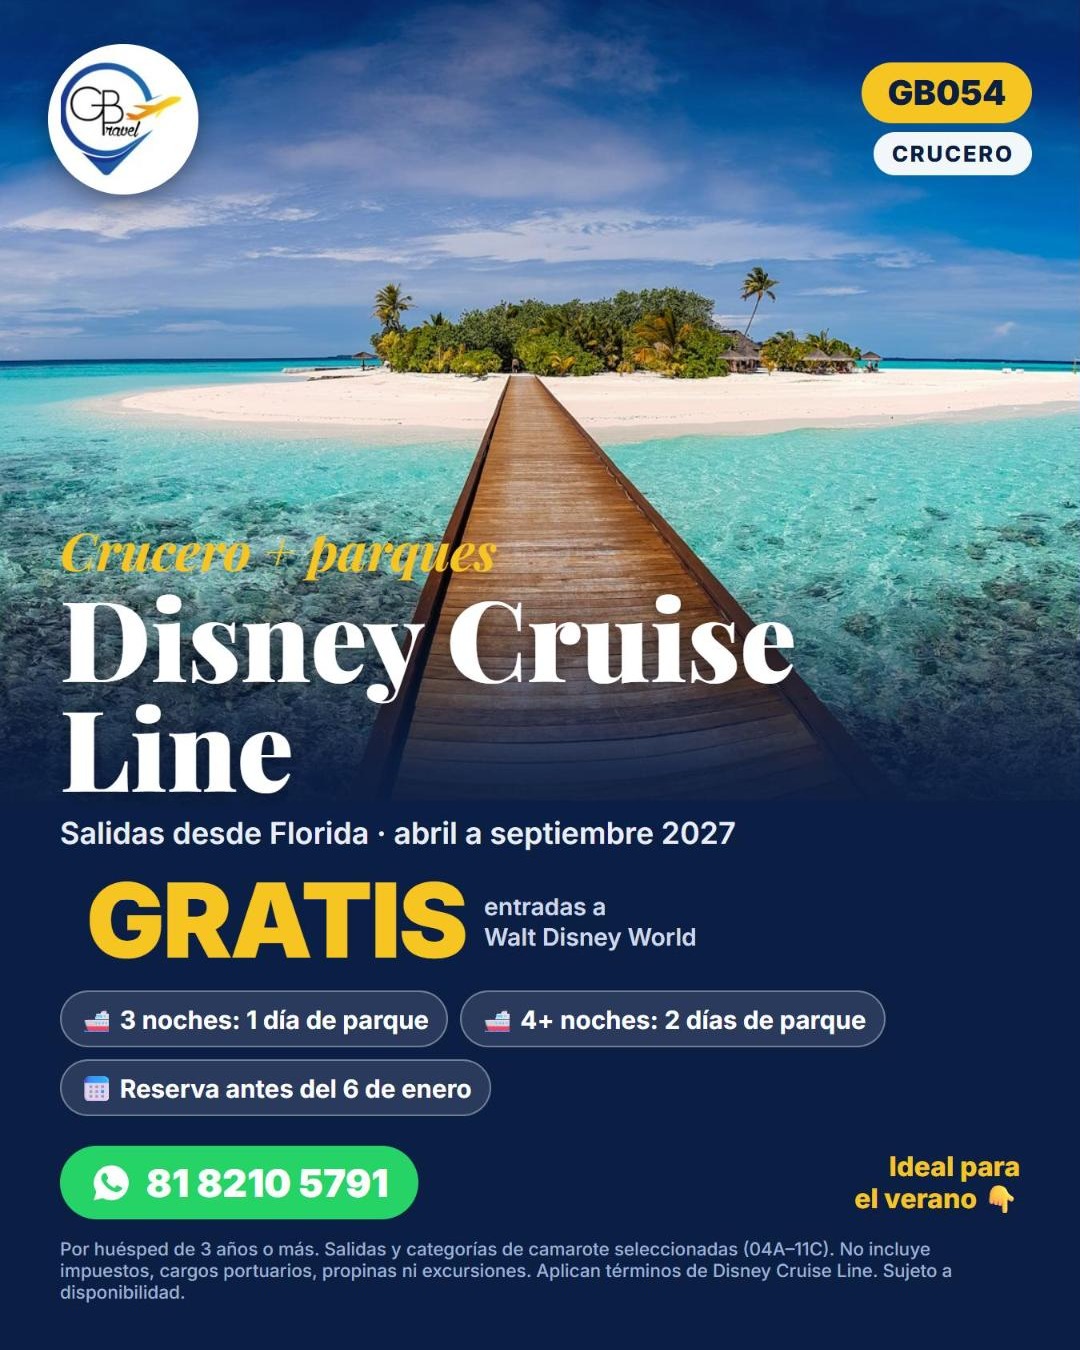 GB
Travel
GB054
CRUCERO
Crucero + parques
Disney Cruise
Line
Salidas desde Florida · abril a septiembre 2027
GRATIS
entradas a
Walt Disney World
3 noches: 1 día de parque
4+ noches: 2 días de parque
Reserva antes del 6 de enero
81 8210 5791
Ideal para
el verano 👇
Por huésped de 3 años o más. Salidas y categorías de camarote seleccionadas (04A–11C). No incluye
impuestos, cargos portuarios, propinas ni excursiones. Aplican términos de Disney Cruise Line. Sujeto a
disponibilidad.